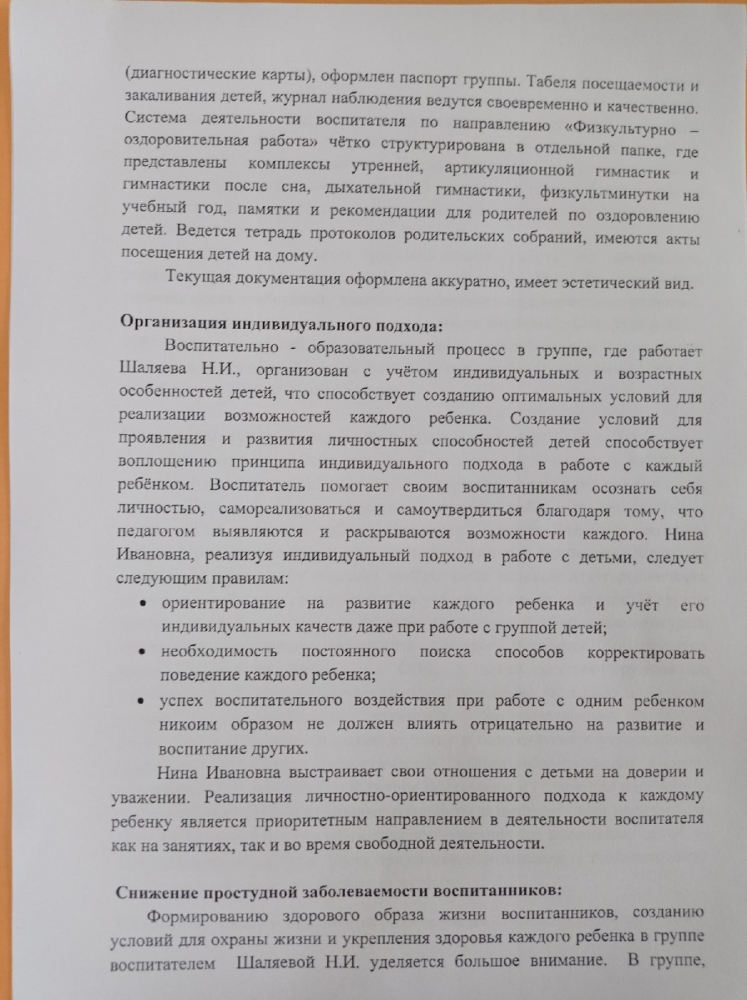 (диагностические карты), оформлен паспорт группы. Табеля посещаемости и
закаливания детей, журнал наблюдения ведутся своевременно и качественно.
Система деятельности воспитателя по направлению «Физкультурно –
оздоровительная работа» чётко структурирована в отдельной папке, где
представлены комплексы утренней, артикуляционной гимнастик и
гимнастики после сна, дыхательной гимнастики, физкультминутки на
учебный год, памятки и рекомендации для родителей по оздоровлению
детей. Ведется тетрадь протоколов родительских собраний, имеются акты
посещения детей на дому.
Текущая документация оформлена аккуратно, имеет эстетический вид.
Организация индивидуального подхода:
Воспитательно - образовательный процесс в группе, где работает
Шаляева Н.И., организован с учётом индивидуальных и возрастных
особенностей детей, что способствует созданию оптимальных условий для
реализации возможностей каждого ребенка. Создание условий для
проявления и развития личностных способностей детей способствует
воплощению принципа индивидуального подхода в работе с каждый
ребёнком. Воспитатель помогает своим воспитанникам осознать себя
личностью, самореализоваться и самоутвердиться благодаря тому, что
педагогом выявляются и раскрываются возможности каждого. Нина
Ивановна, реализуя индивидуальный подход в работе с детьми, следует
следующим правилам:
• ориентирование на развитие каждого ребенка и учёт его
индивидуальных качеств даже при работе с группой детей;
• необходимость постоянного поиска способов корректировать
поведение каждого ребенка;
• успех воспитательного воздействия при работе с одним ребенком
никоим образом не должен влиять отрицательно на развитие и
воспитание других.
Нина Ивановна выстраивает свои отношения с детьми на доверии и
уважении. Реализация личностно-ориентированного подхода к каждому
ребенку является приоритетным направлением в деятельности воспитателя
как на занятиях, так и во время свободной деятельности.
Снижение простудной заболеваемости воспитанников:
Формированию здорового образа жизни воспитанников, созданию
условий для охраны жизни и укрепления здоровья каждого ребенка в группе
воспитателем Шаляевой Н.И. уделяется большое внимание. В группе,